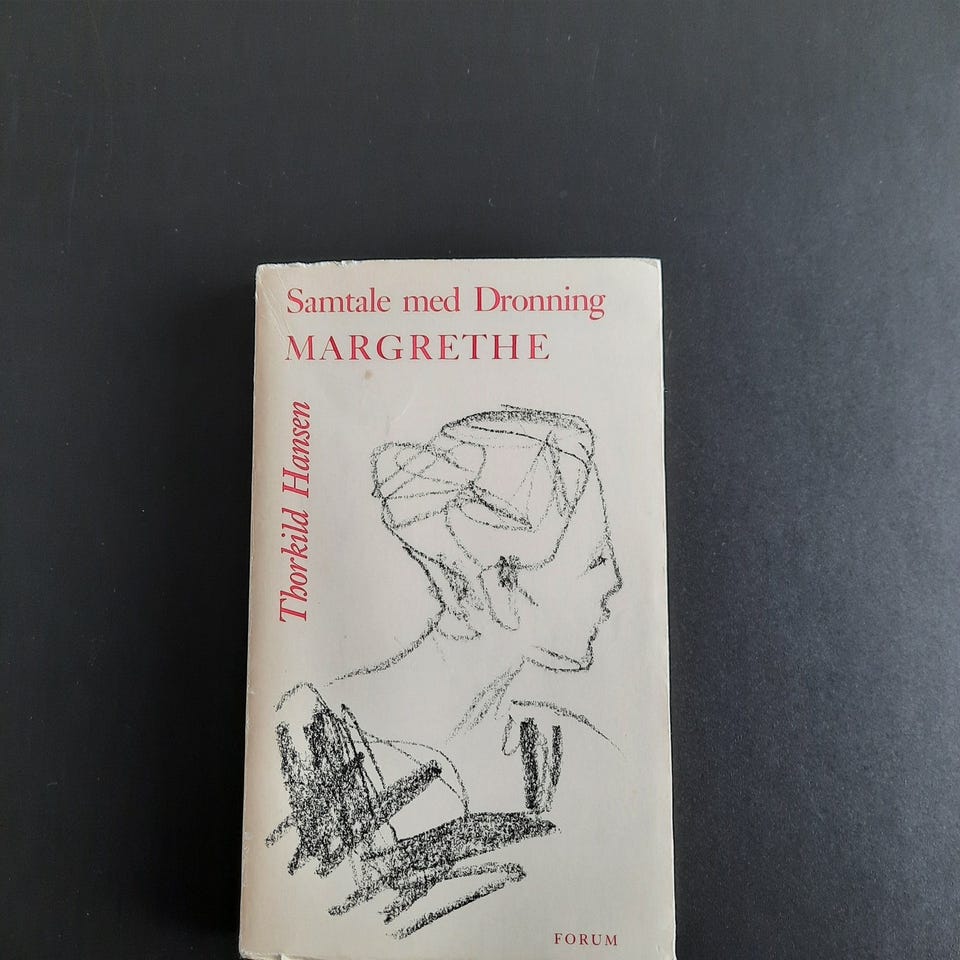 Samtale med Dronning
MARGRETHE
Thorkild Hansen
FORUM